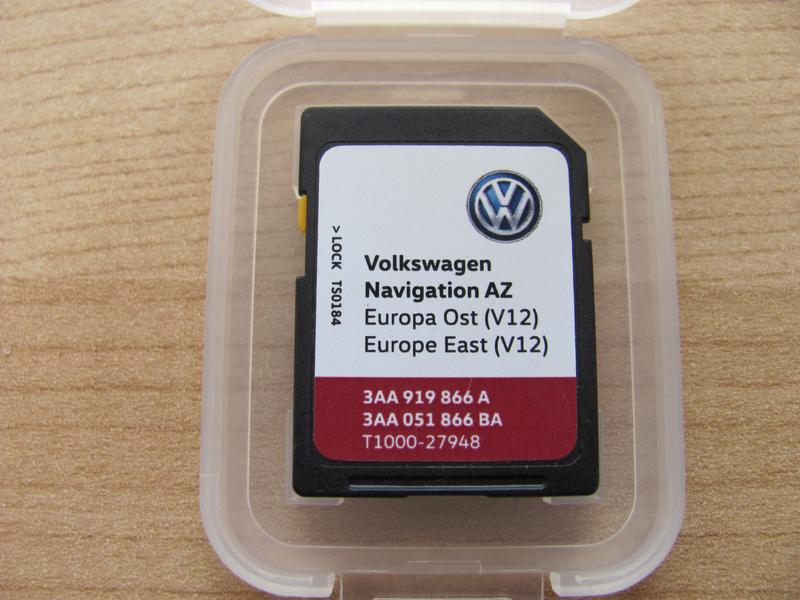 VW
> LOCK TS0184
Volkswagen
Navigation AZ
Europa Ost (V12)
Europe East (V12)
3AA 919 866 A
3AA 051 866 BA
T1000-27948